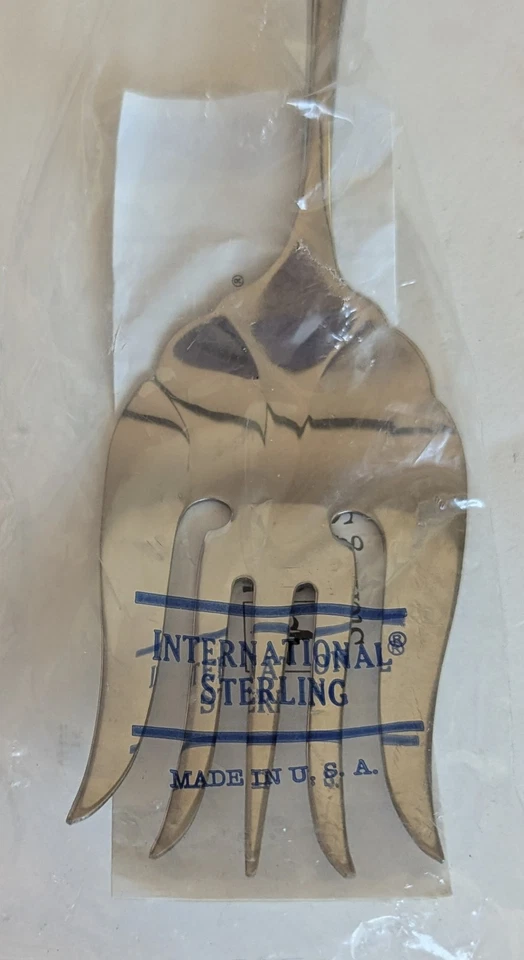 ®
INTERNATIONAL®
STERLING
MADE IN U. S. A.